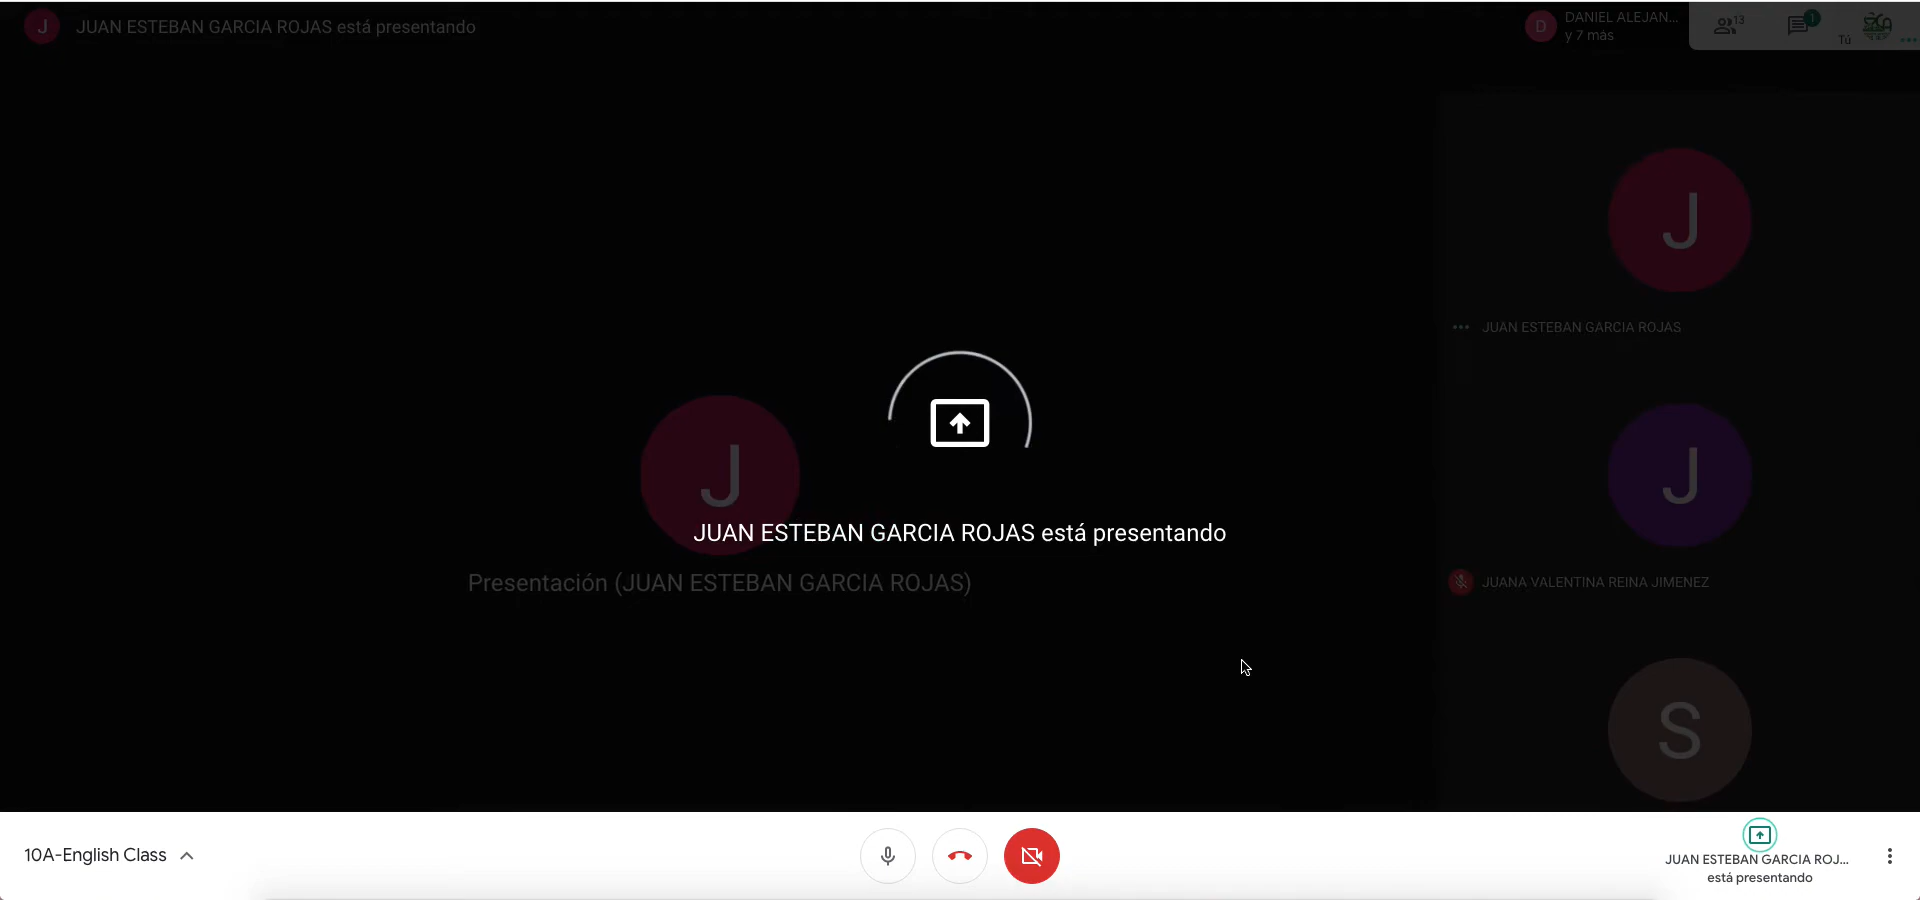 J
JUAN ESTEBAN GARCIA ROJAS está presentando
D
DANIEL ALEJAN...
y 7 más
13
1
Tú
J
JUAN ESTEBAN GARCIA ROJAS
J
JUAN ESTEBAN GARCIA ROJAS está presentando
Presentación (JUAN ESTEBAN GARCIA ROJAS)
J
JUANA VALENTINA REINA JIMENEZ
S
10A-English Class
JUAN ESTEBAN GARCIA ROJ...
está presentando